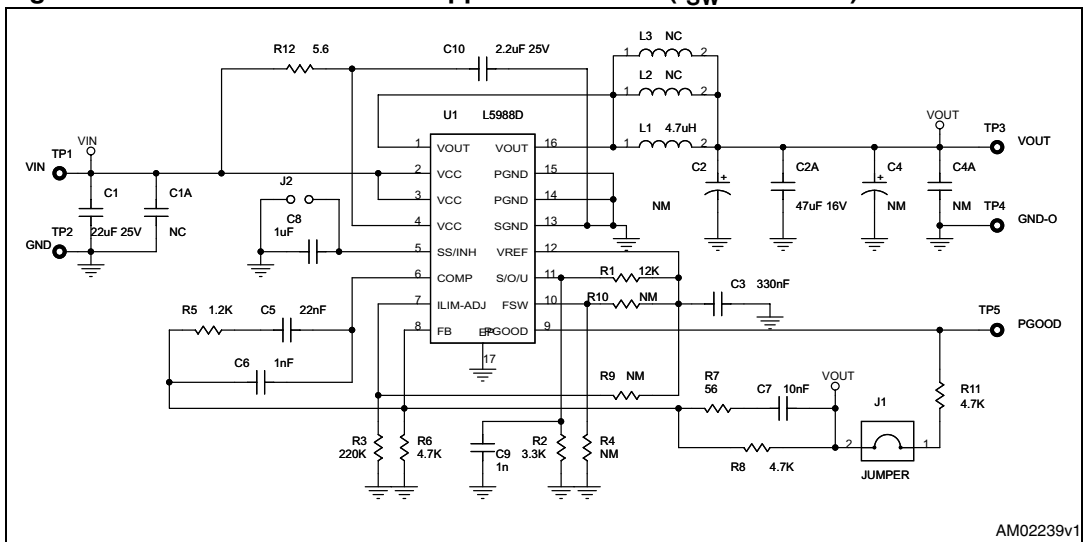 R12 5.6
C10 2.2uF 25V
L3 NC
1 2
L2 NC
1 2
L1 4.7uH
1 2
U1 L5988D
1 VOUT VOUT 16
2 VCC PGND 15
3 VCC PGND 14
4 VCC SGND 13
5 SS/INH VREF 12
6 COMP S/O/U 11
7 ILIM-ADJ FSW 10
8 FB EP PGOOD 9
17
VIN
TP1
VIN
C1
22uF 25V
C1A
NC
TP2
GND
J2
C8
1uF
NM
C2
C2A
47uF 16V
C4
NM
C4A
NM
VOUT
TP3
VOUT
TP4
GND-O
R1 12K
R10 NM
C3 330nF
R5 1.2K
C5 22nF
C6 1nF
R9 NM
R3
220K
R6
4.7K
C9
1n
R2
3.3K
R4
NM
R7
56
C7 10nF
VOUT
R8 4.7K
J1
2 1
JUMPER
R11
4.7K
TP5
PGOOD
AM02239v1